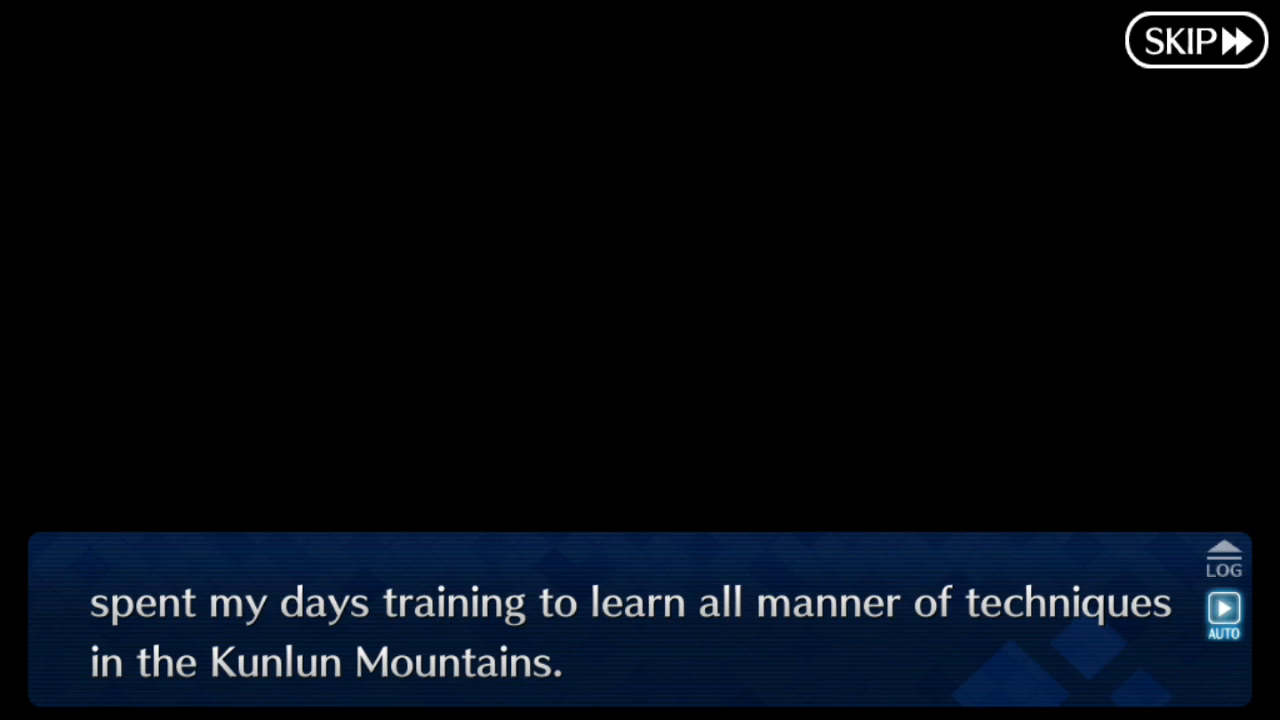 SKIP
LOG
spent my days training to learn all manner of techniques
AUTO
in the Kunlun Mountains.